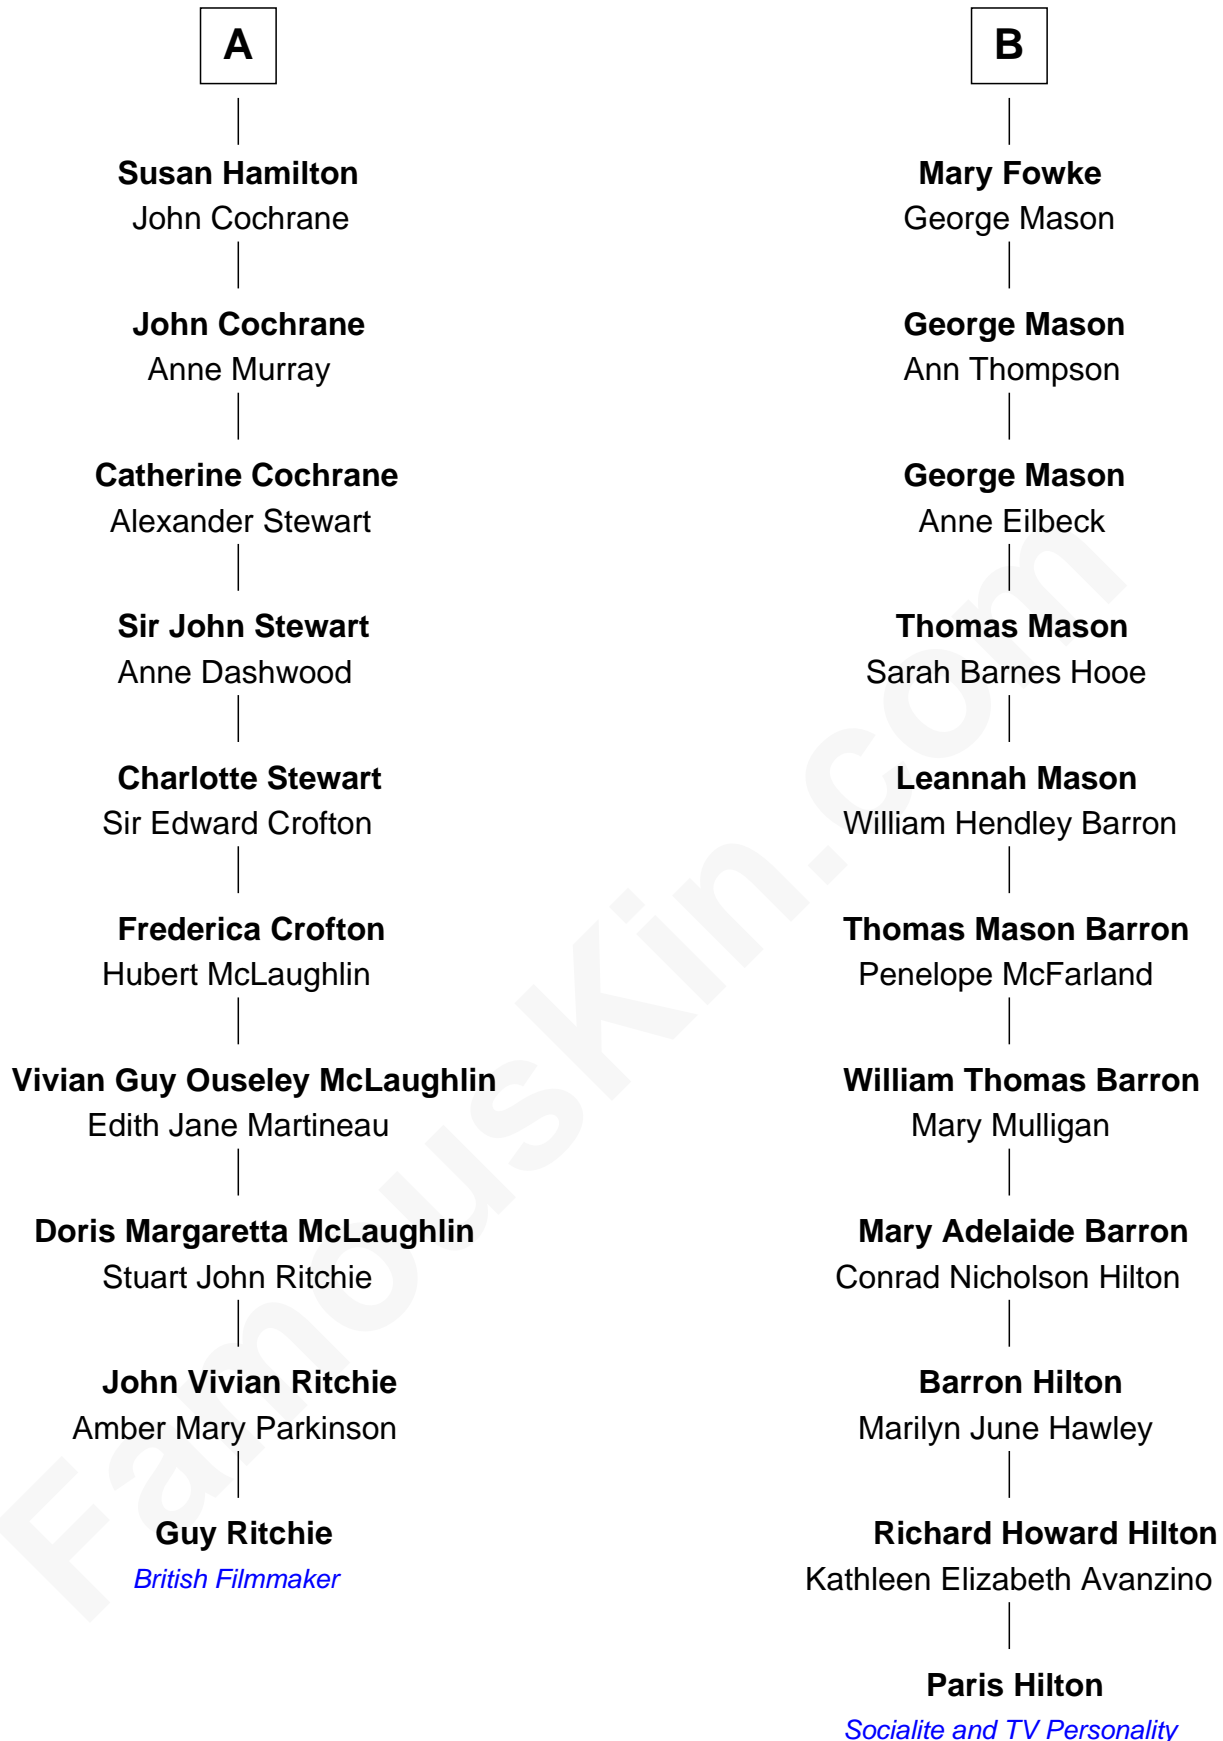 A
Susan Hamilton
John Cochrane
John Cochrane
Anne Murray
Catherine Cochrane
Alexander Stewart
Sir John Stewart
Anne Dashwood
Charlotte Stewart
Sir Edward Crofton
Frederica Crofton
Hubert McLaughlin
Vivian Guy Ouseley McLaughlin
Edith Jane Martineau
Doris Margaretta McLaughlin
Stuart John Ritchie
John Vivian Ritchie
Amber Mary Parkinson
Guy Ritchie
British Filmmaker
B
Mary Fowke
George Mason
George Mason
Ann Thompson
George Mason
Anne Eilbeck
Thomas Mason
Sarah Barnes Hooe
Leannah Mason
William Hendley Barron
Thomas Mason Barron
Penelope McFarland
William Thomas Barron
Mary Mulligan
Mary Adelaide Barron
Conrad Nicholson Hilton
Barron Hilton
Marilyn June Hawley
Richard Howard Hilton
Kathleen Elizabeth Avanzino
Paris Hilton
Socialite and TV Personality
FamousKin.com